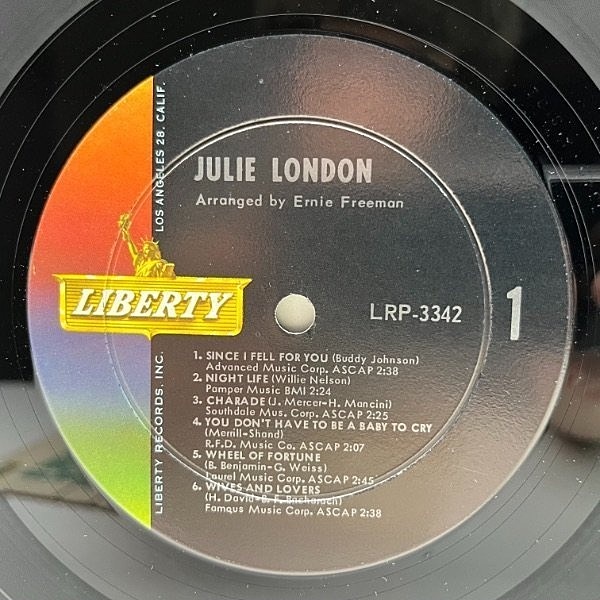 JULIE LONDON
Arranged by Ernie Freeman
LIBERTY
LRP-3342
1
1. SINCE I FELL FOR YOU (Buddy Johnson)
Advanced Music Corp. ASCAP 2:38
2. NIGHT LIFE (Willie Nelson)
Pamper Music BMI 2:24
3. CHARADE (J. Mercer-H. Mancini)
Southdale Mus. Corp. ASCAP 2:25
4. YOU DON'T HAVE TO BE A BABY TO CRY
(Merrill-Shand)
R.F.D. Music Co. ASCAP 2:07
5. WHEEL OF FORTUNE
(B. Benjamin-G. Weiss)
Laurel Music Corp. ASCAP 2:45
6. WIVES AND LOVERS
(H. David-B. F. Bacharach)
Famous Music Corp. ASCAP 2:38
LIBERTY RECORDS, INC. LOS ANGELES 28, CALIF.